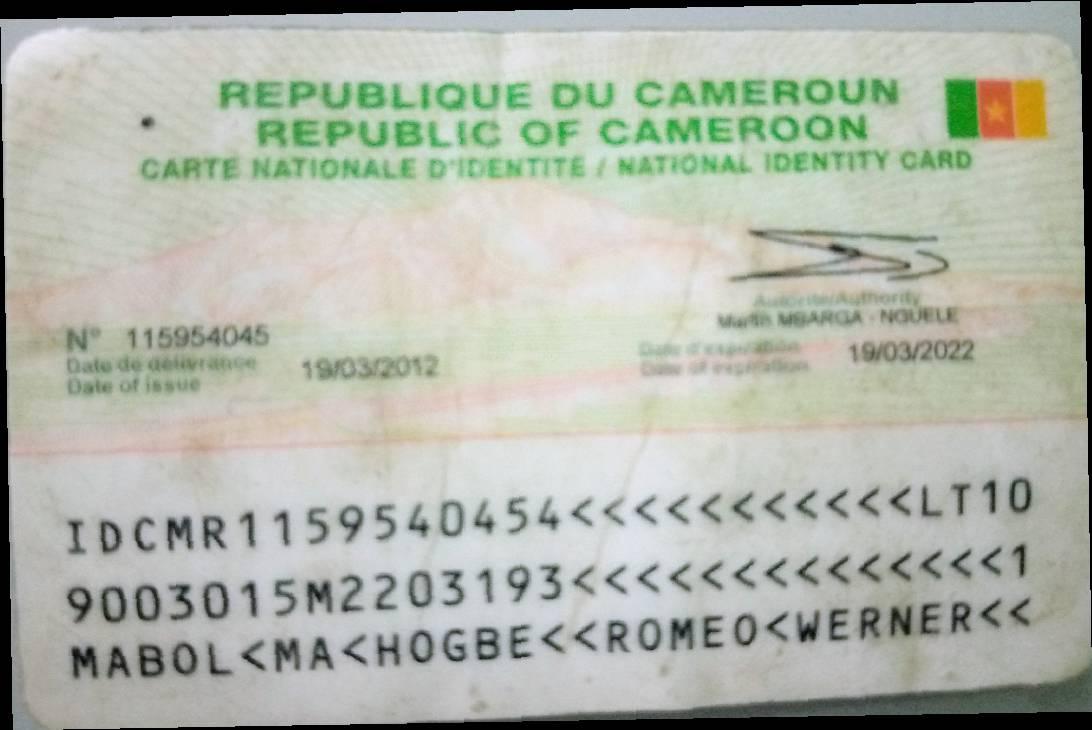 REPUBLIQUE DU CAMEROUN
REPUBLIC OF CAMEROON
CARTE NATIONALE D'IDENTITE / NATIONAL IDENTITY CARD
Autorité/Authority
Martin MBARGA - NGUELE
N° 115954045
Date de délivrance
Date of issue 19/03/2012
Date d'expiration
Date of expiration 19/03/2022
IDCMR1159540454<<<<<<<<<<<LT10
9003015M2203193<<<<<<<<<<<<<<1
MABOL<MA<HOGBE<<ROMEO<WERNER<<